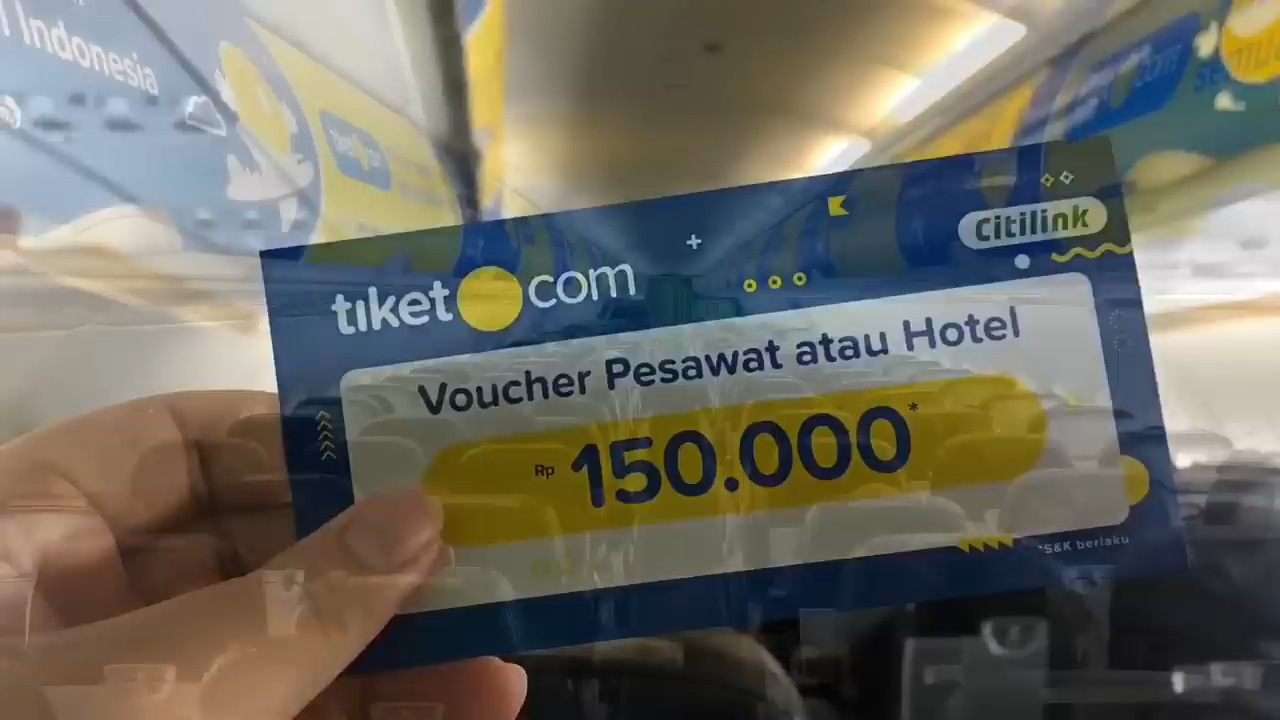 Indonesia
tiket.com
Citilink
Voucher Pesawat atau Hotel
Rp 150.000*
*S&K berlaku